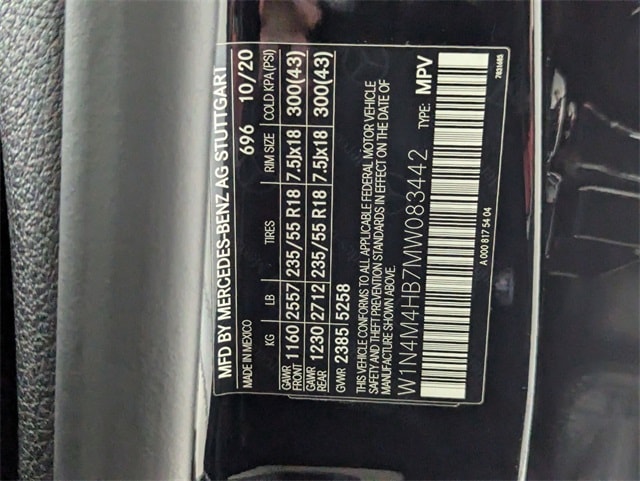 MFD BY MERCEDES-BENZ AG STUTTGART
MADE IN MEXICO 696 10/20
KG LB TIRES RIM SIZE COLD KPA (PSI)
GAWR FRONT 1160 2557 235/55 R18 7.5Jx18 300(43)
GAWR REAR 1230 2712 235/55 R18 7.5Jx18 300(43)
GVWR 2385 5258
THIS VEHICLE CONFORMS TO ALL APPLICABLE FEDERAL MOTOR VEHICLE
SAFETY AND THEFT PREVENTION STANDARDS IN EFFECT ON THE DATE OF
MANUFACTURE SHOWN ABOVE.
W1N4M4HB7MW083442 TYPE: MPV
A 000 817 54 04 7631685